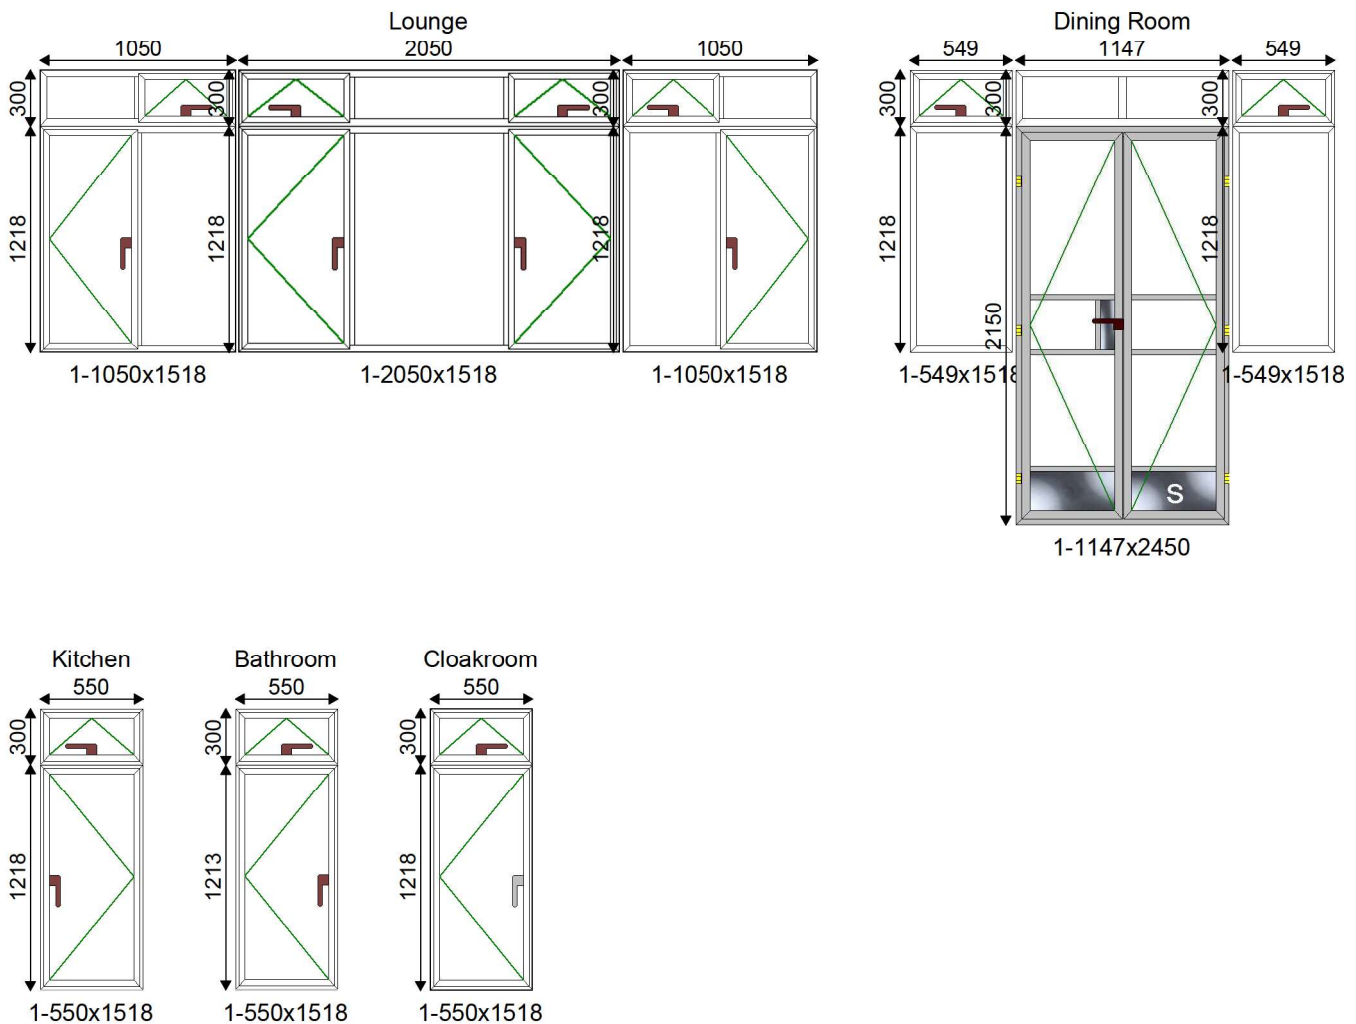 Lounge
1050 2050 1050
300 300 300
1218 1218 1218
1-1050x1518 1-2050x1518 1-1050x1518
Dining Room
549 1147 549
300 300 300
1218 1218
2150
1-549x1518 1-549x1518
S
1-1147x2450
Kitchen Bathroom Cloakroom
550 550 550
300 300 300
1218 1213 1218
1-550x1518 1-550x1518 1-550x1518